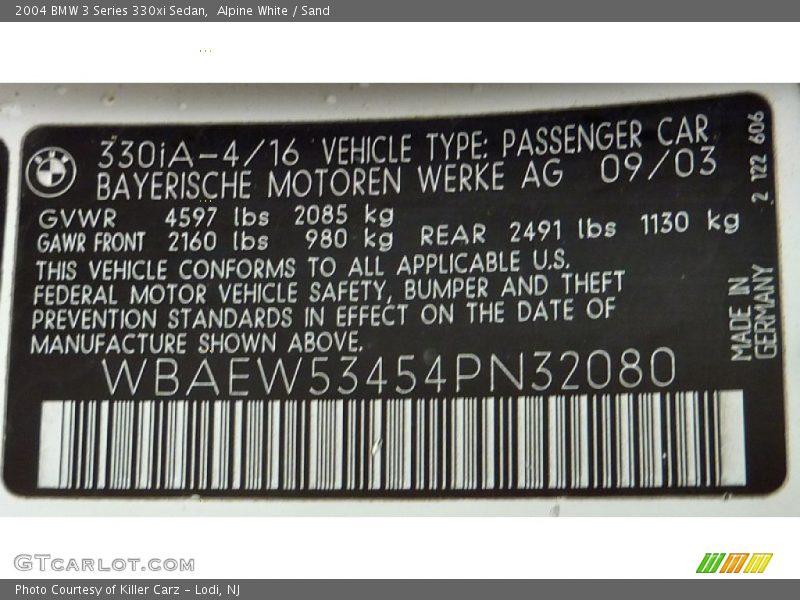 2004 BMW 3 Series 330xi Sedan, Alpine White / Sand
BMW
330iA-4/16 VEHICLE TYPE: PASSENGER CAR
BAYERISCHE MOTOREN WERKE AG 09/03
GVWR 4597 lbs 2085 kg
GAWR FRONT 2160 lbs 980 kg REAR 2491 lbs 1130 kg
THIS VEHICLE CONFORMS TO ALL APPLICABLE U.S.
FEDERAL MOTOR VEHICLE SAFETY, BUMPER AND THEFT
PREVENTION STANDARDS IN EFFECT ON THE DATE OF
MANUFACTURE SHOWN ABOVE.
WBAEW53454PN32080
2 122 606
MADE IN
GERMANY
GTCARLOT.COM
Photo Courtesy of Killer Carz - Lodi, NJ